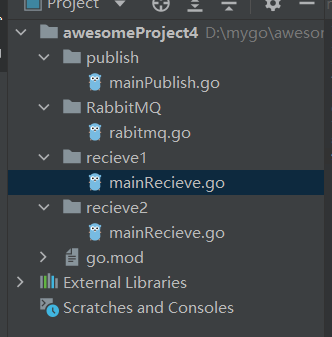 Project
awesomeProject4 D:\mygo\awesom
publish
mainPublish.go
RabbitMQ
rabitmq.go
recieve1
mainRecieve.go
recieve2
mainRecieve.go
go.mod
External Libraries
Scratches and Consoles